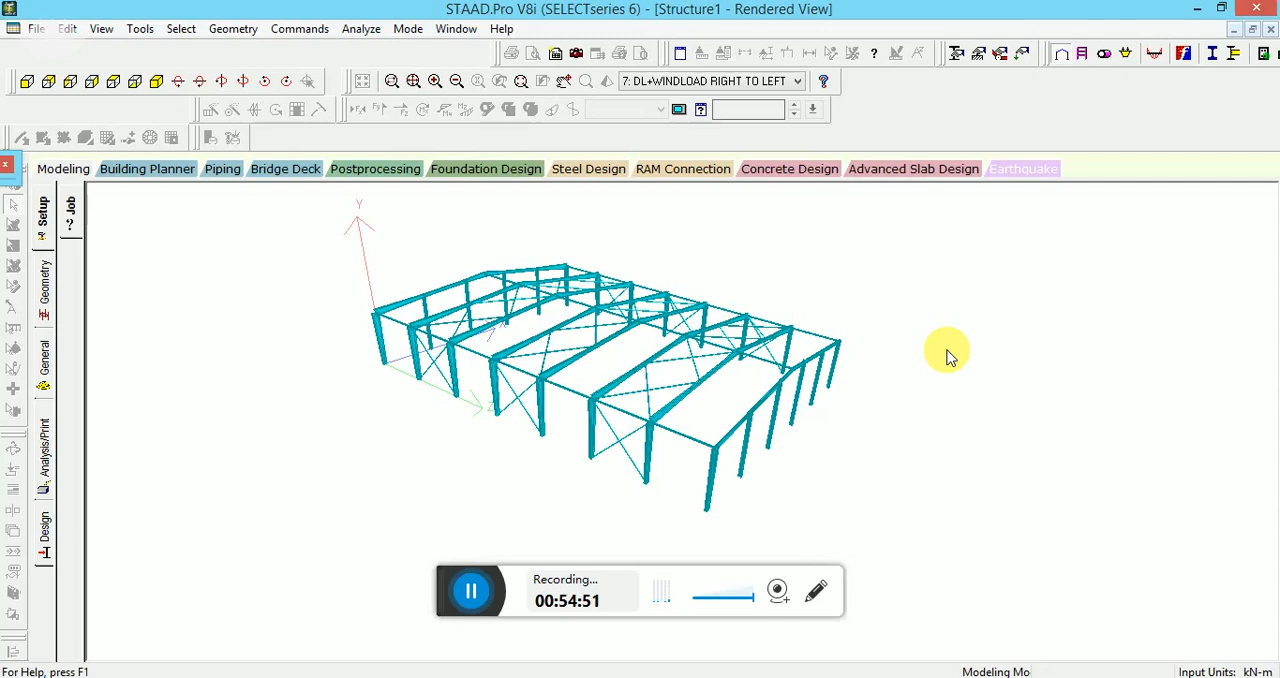 STAAD.Pro V8i (SELECTseries 6) - [Structure1 - Rendered View]
File Edit View Tools Select Geometry Commands Analyze Mode Window Help
7: DL+WINDLOAD RIGHT TO LEFT
Modeling Building Planner Piping Bridge Deck Postprocessing Foundation Design Steel Design RAM Connection Concrete Design Advanced Slab Design Earthquake
Setup
Job
Geometry
General
Analysis/Print
Design
Y
X
Z
Recording...
00:54:51
For Help, press F1
Modeling Mo
Input Units: kN-m